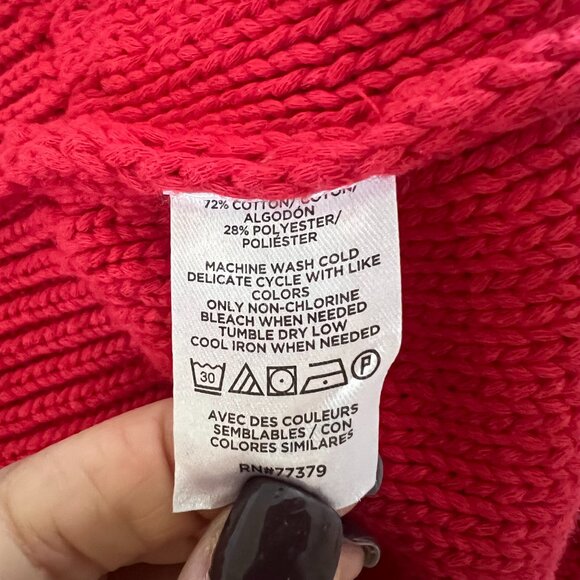 72% COTTON/ COTON/
ALGODÓN
28% POLYESTER/
POLIÉSTER
MACHINE WASH COLD
DELICATE CYCLE WITH LIKE
COLORS
ONLY NON-CHLORINE
BLEACH WHEN NEEDED
TUMBLE DRY LOW
COOL IRON WHEN NEEDED
30 P
AVEC DES COULEURS
SEMBLABLES / CON
COLORES SIMILARES
RN#77379